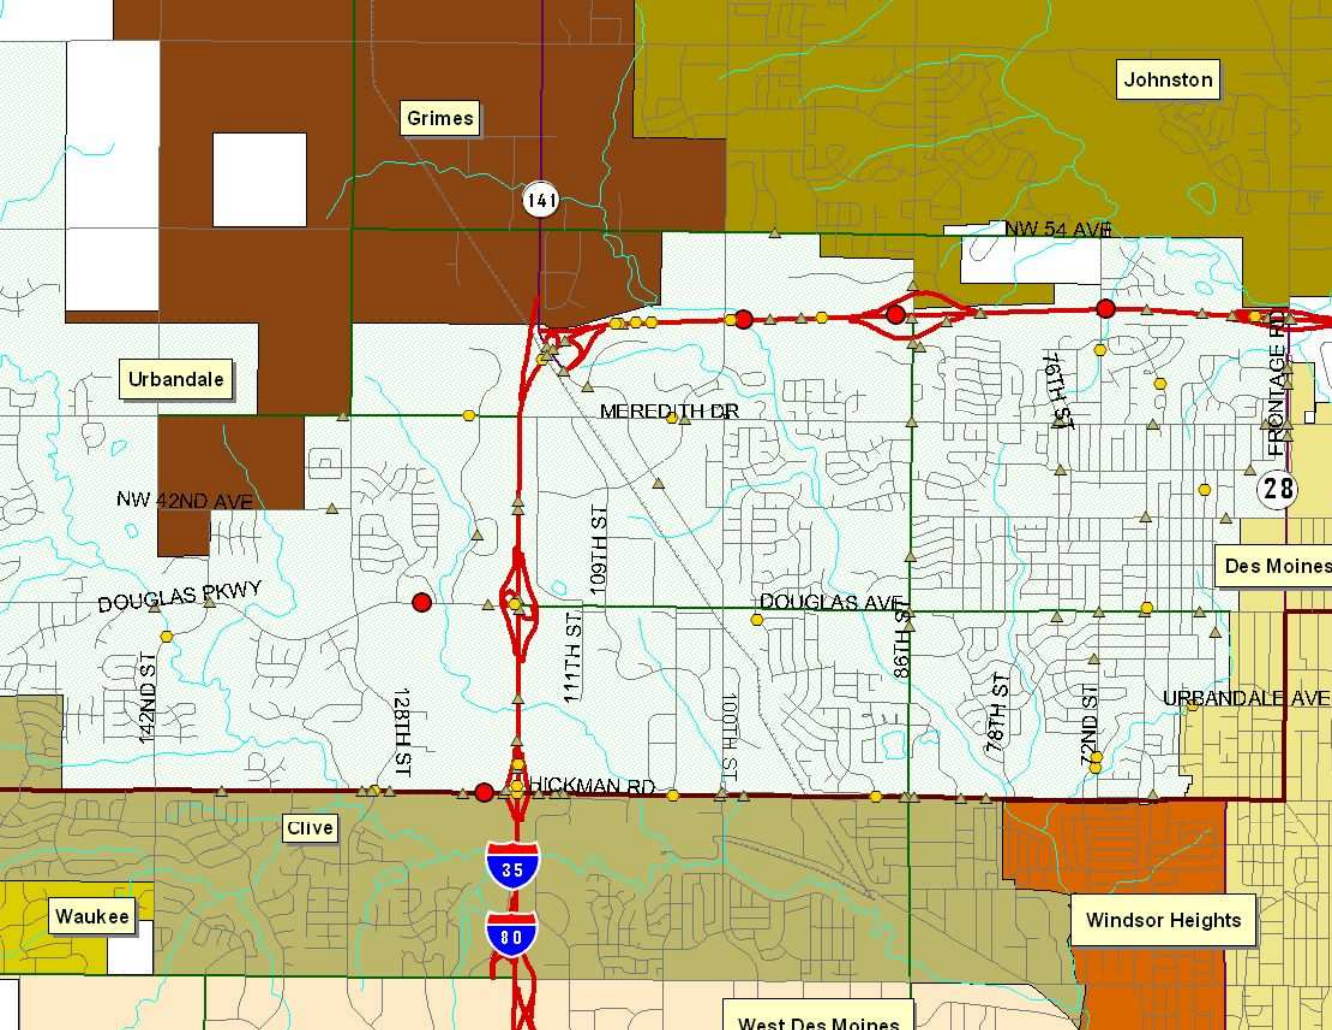 Johnston
Grimes
141
NW 54 AVE
FRONTAGE RD
76TH ST
Urbandale
MEREDITH DR
28
NW 42ND AVE
109TH ST
Des Moines
DOUGLAS PKWY
DOUGLAS AVE
111TH ST
86TH ST
142ND ST
128TH ST
100TH ST
78TH ST
72ND ST
URBANDALE AVE
HICKMAN RD
Clive
35
Waukee
80
Windsor Heights
West Des Moines